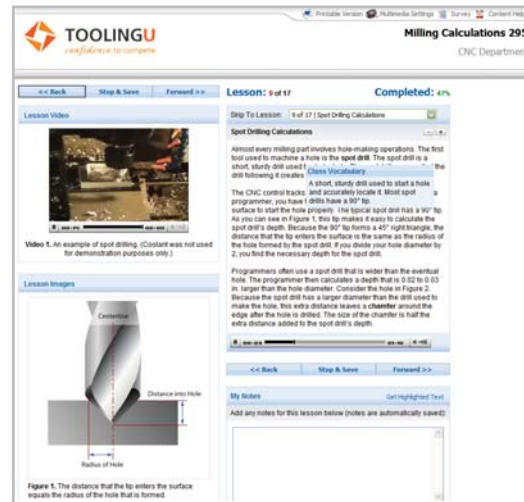 Printable Version Multimedia Settings Survey Content Help
TOOLINGU
confidence to compete
Milling Calculations 295
CNC Department
<< Back Stop & Save Forward >>
Lesson: 9 of 17 Completed: 47%
Lesson Video
Video 1. An example of spot drilling. (Coolant was not used
for demonstration purposes only.)
Lesson Images
Centerline
Distance into Hole
Radius of Hole
Figure 1. The distance that the tip enters the surface
equals the radius of the hole that is formed.
Skip To Lesson: 9 of 17 | Spot Drilling Calculations
Spot Drilling Calculations
Almost every milling part involves hole-making operations. The first
tool used to machine a hole is the spot drill. The spot drill is a
short, sturdy drill used
drill following it creates
Class Vocabulary
A short, sturdy drill used to start a hole
and accurately locate it. Most spot
drills have a 90° tip.
The CNC control tracks a
programmer, you have
surface to start the hole properly. The typical spot drill has a 90° tip.
As you can see in Figure 1, this tip makes it easy to calculate the
spot drill's depth. Because the 90° tip forms a 45° right triangle, the
distance that the tip enters the surface is the same as the radius of
the hole formed by the spot drill. If you divide your hole diameter by
2, you find the necessary depth for the spot drill.
Programmers often use a spot drill that is wider than the eventual
hole. The programmer then calculates a depth that is 0.02 to 0.03
in. larger than the hole diameter. Consider the hole in Figure 2.
Because the spot drill has a larger diameter than the drill used to
make the hole, this extra distance leaves a chamfer around the
edge after the hole is drilled. The size of the chamfer is half the
extra distance added to the spot drill's depth.
<< Back Stop & Save Forward >>
My Notes Get Highlighted Text
Add any notes for this lesson below (notes are automatically saved):